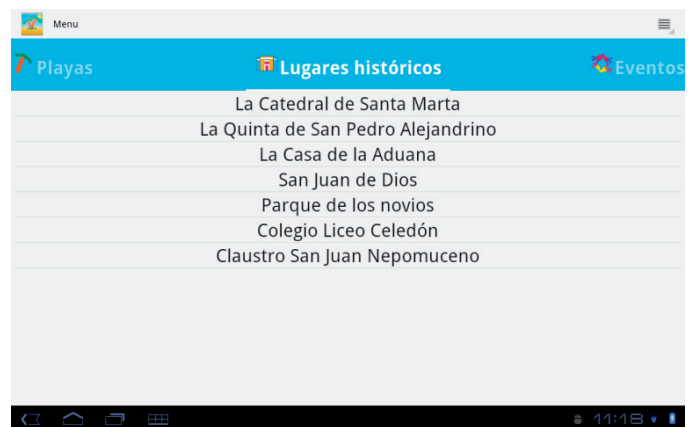 Menu
Playas
Lugares históricos
Eventos
La Catedral de Santa Marta
La Quinta de San Pedro Alejandrino
La Casa de la Aduana
San Juan de Dios
Parque de los novios
Colegio Liceo Celedón
Claustro San Juan Nepomuceno
11:18